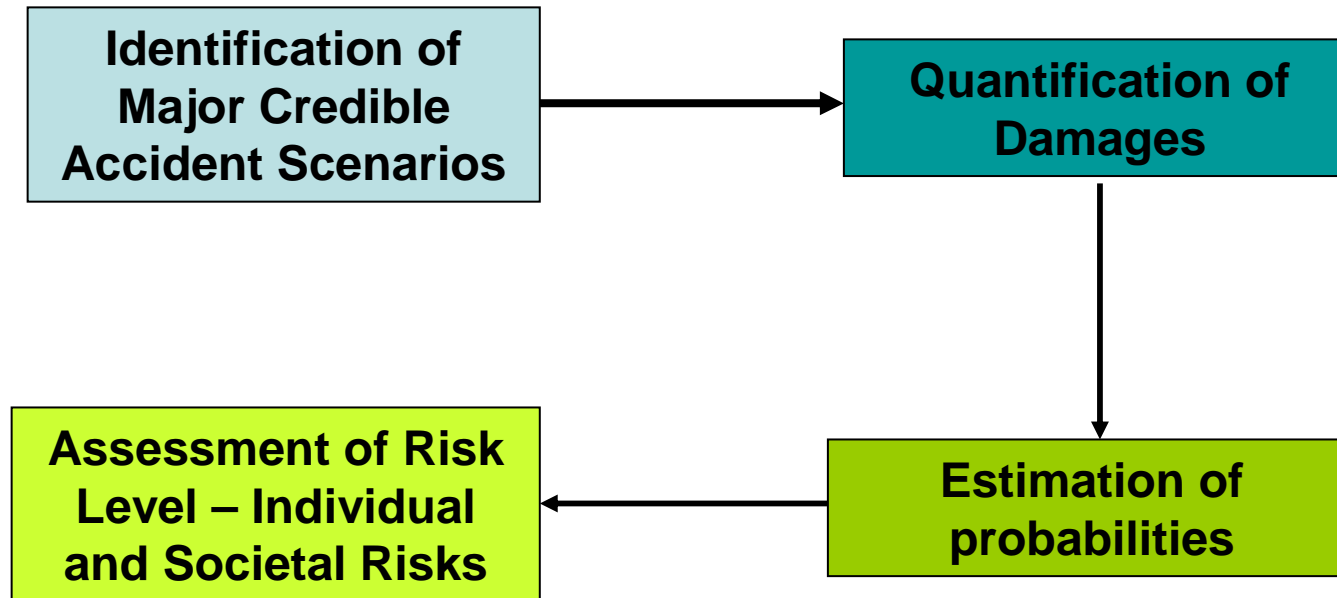 Identification of
Major Credible
Accident Scenarios
Quantification of
Damages
Estimation of
probabilities
Assessment of Risk
Level – Individual
and Societal Risks